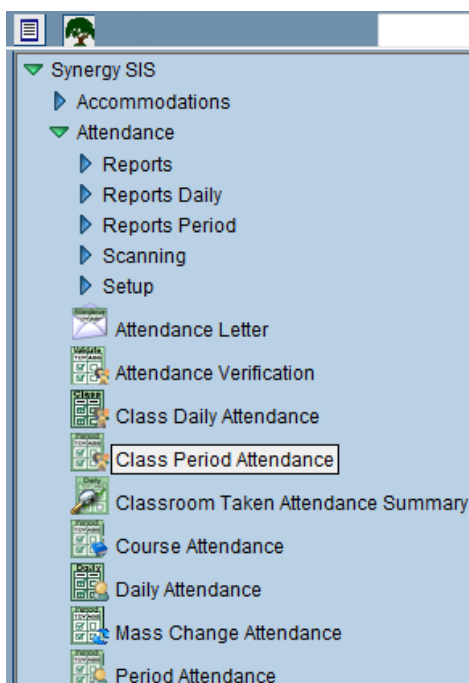 Synergy SIS
Accommodations
Attendance
Reports
Reports Daily
Reports Period
Scanning
Setup
Attendance Letter
Attendance Verification
Class Daily Attendance
Class Period Attendance
Classroom Taken Attendance Summary
Course Attendance
Daily Attendance
Mass Change Attendance
Period Attendance